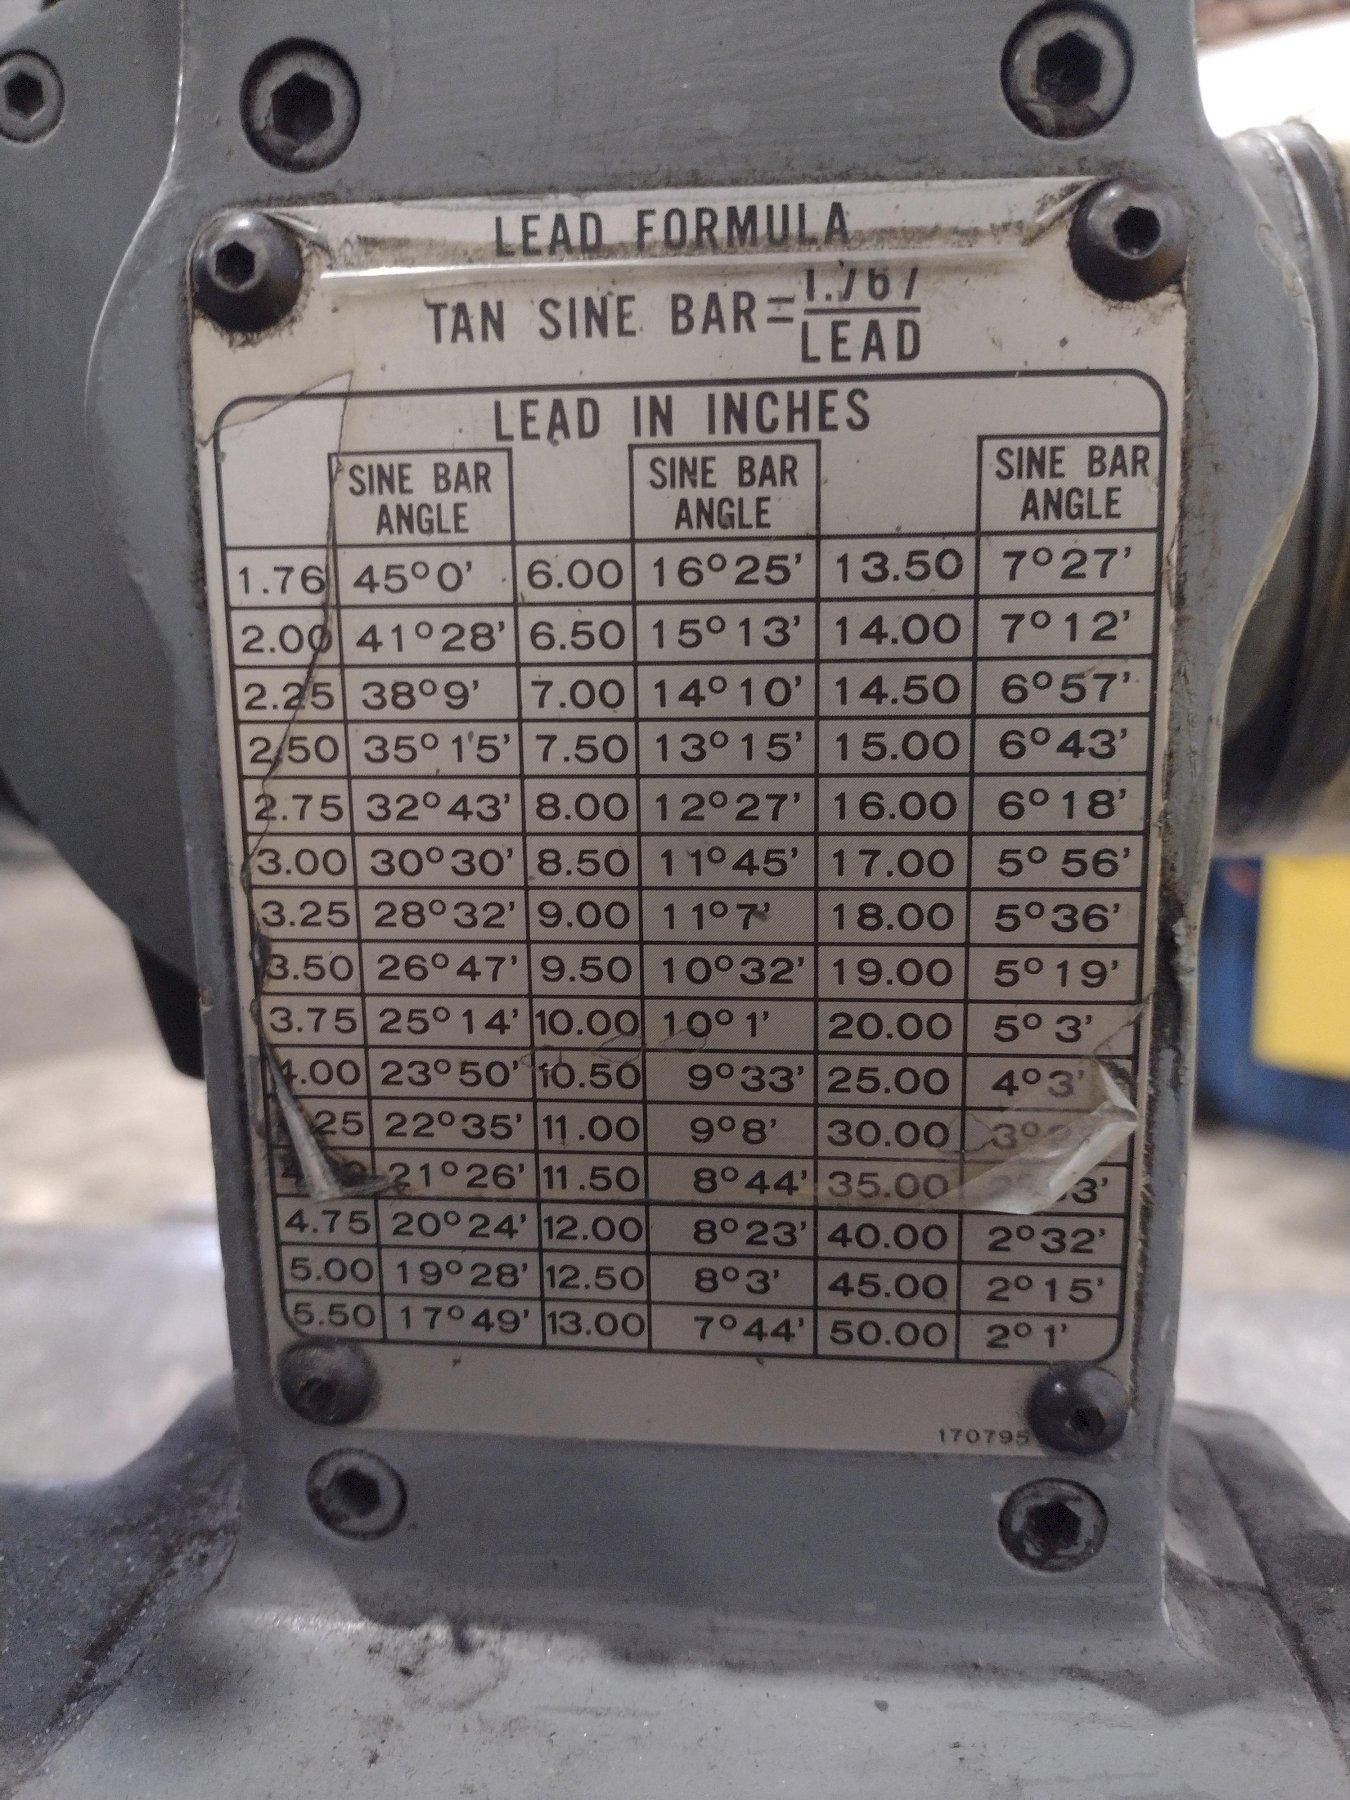 LEAD FORMULA
TAN SINE BAR = 1.767
LEAD
LEAD IN INCHES
SINE BAR ANGLE SINE BAR ANGLE SINE BAR ANGLE
1.76 45°0' 6.00 16°25' 13.50 7°27'
2.00 41°28' 6.50 15°13' 14.00 7°12'
2.25 38°9' 7.00 14°10' 14.50 6°57'
2.50 35°15' 7.50 13°15' 15.00 6°43'
2.75 32°43' 8.00 12°27' 16.00 6°18'
3.00 30°30' 8.50 11°45' 17.00 5°56'
3.25 28°32' 9.00 11°7' 18.00 5°36'
3.50 26°47' 9.50 10°32' 19.00 5°19'
3.75 25°14' 10.00 10°1' 20.00 5°3'
4.00 23°50' 10.50 9°33' 25.00 4°3'
22°35' 11.00 9°8' 30.00
21°26' 11.50 8°44' 35.00
4.75 20°24' 12.00 8°23' 40.00 2°32'
5.00 19°28' 12.50 8°3' 45.00 2°15'
5.50 17°49' 13.00 7°44' 50.00 2°1'
170795